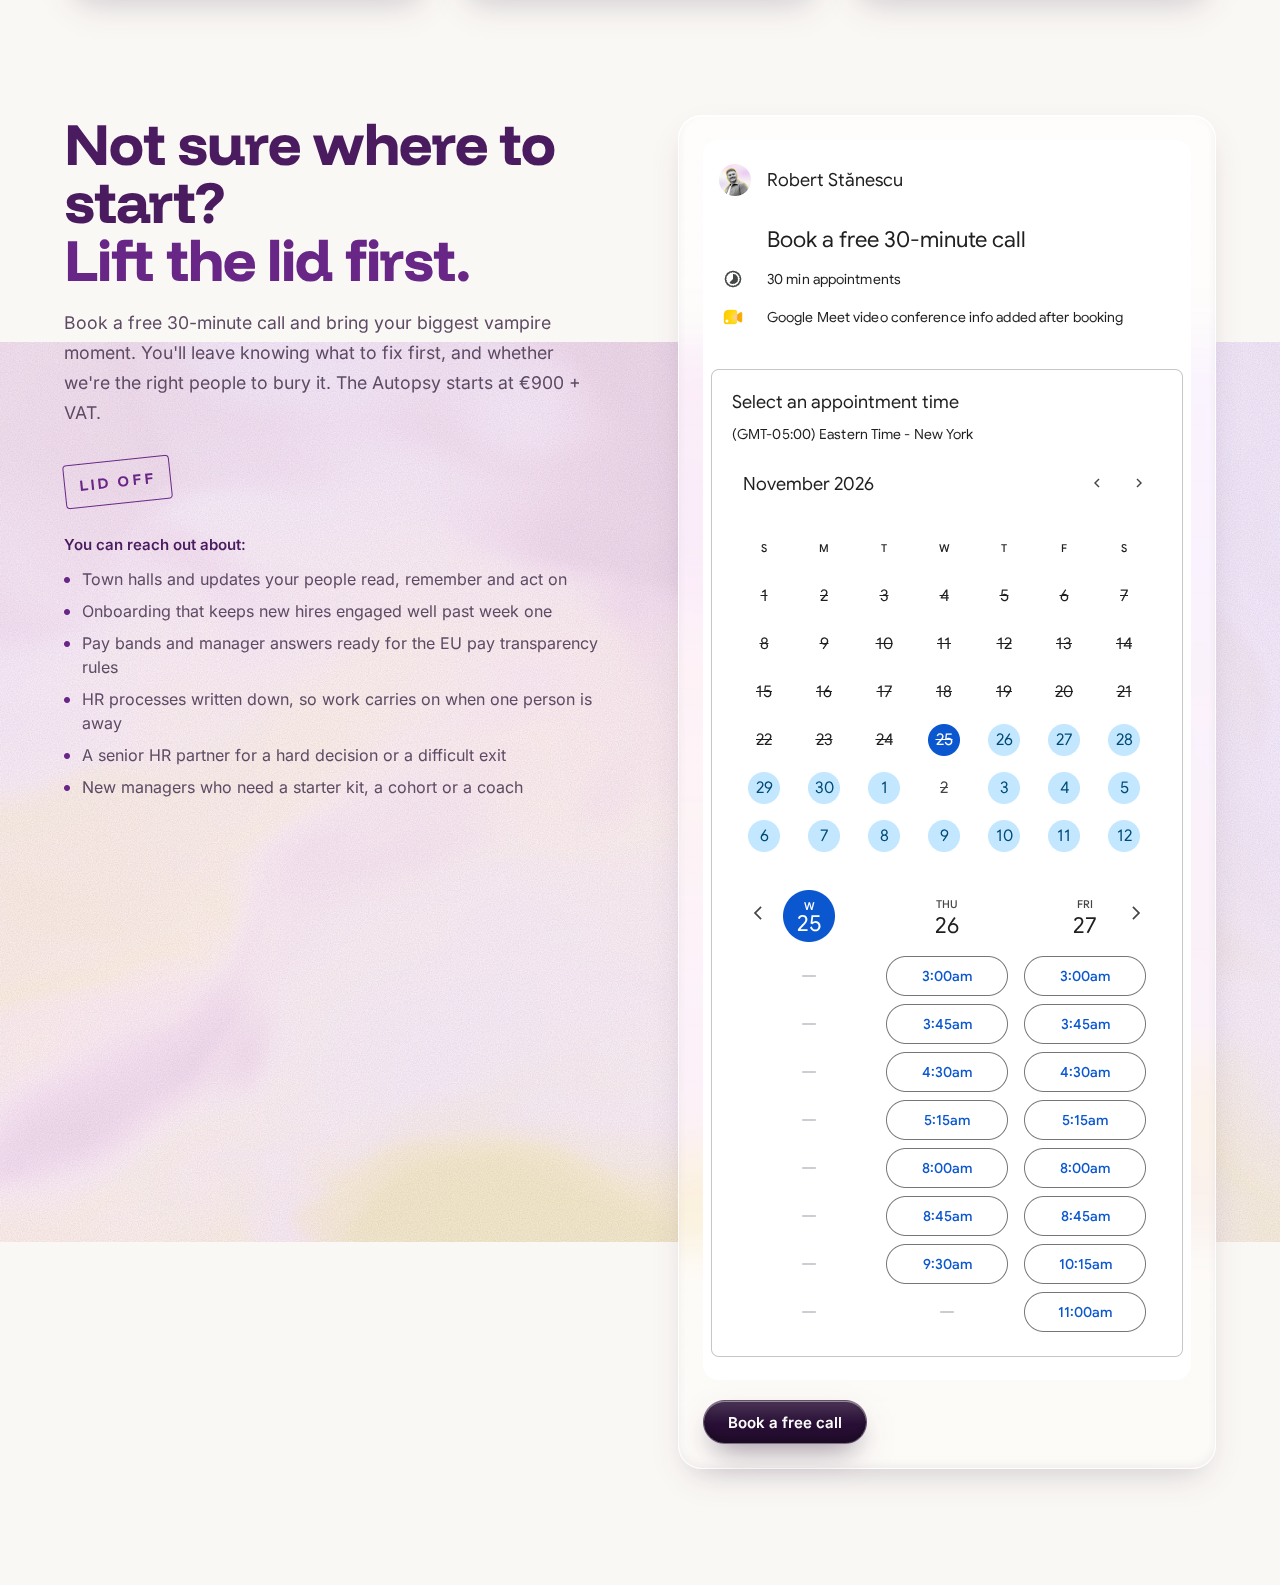 Not sure where to
start?
Lift the lid first.
Book a free 30-minute call and bring your biggest vampire
moment. You'll leave knowing what to fix first, and whether
we're the right people to bury it. The Autopsy starts at €900 +
VAT.
LID OFF
You can reach out about:
Town halls and updates your people read, remember and act on
Onboarding that keeps new hires engaged well past week one
Pay bands and manager answers ready for the EU pay transparency
rules
HR processes written down, so work carries on when one person is
away
A senior HR partner for a hard decision or a difficult exit
New managers who need a starter kit, a cohort or a coach
Robert Stănescu
Book a free 30-minute call
30 min appointments
Google Meet video conference info added after booking
Select an appointment time
(GMT-05:00) Eastern Time - New York
November 2026
S M T W T F S
1 2 3 4 5 6 7
8 9 10 11 12 13 14
15 16 17 18 19 20 21
22 23 24 25 26 27 28
29 30 1 2 3 4 5
6 7 8 9 10 11 12
W THU FRI
25 26 27
— 3:00am 3:00am
— 3:45am 3:45am
— 4:30am 4:30am
— 5:15am 5:15am
— 8:00am 8:00am
— 8:45am 8:45am
— 9:30am 10:15am
— — 11:00am
Book a free call